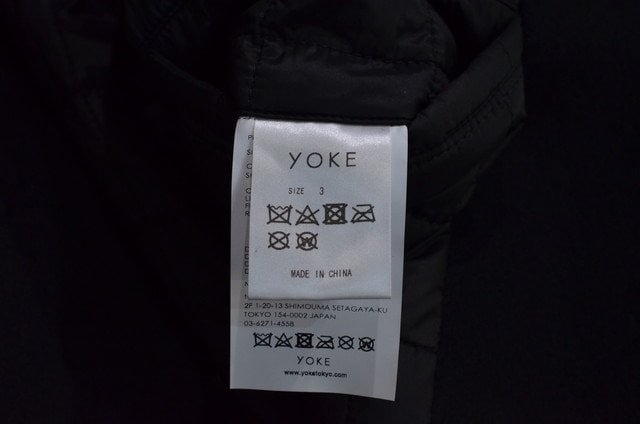 YOKE
SIZE 3
MADE IN CHINA
2F 1-20-13 SHIMOUMA SETAGAYA-KU
TOKYO 154-0002 JAPAN
03-6271-4558
YOKE
www.yoketokyo.com